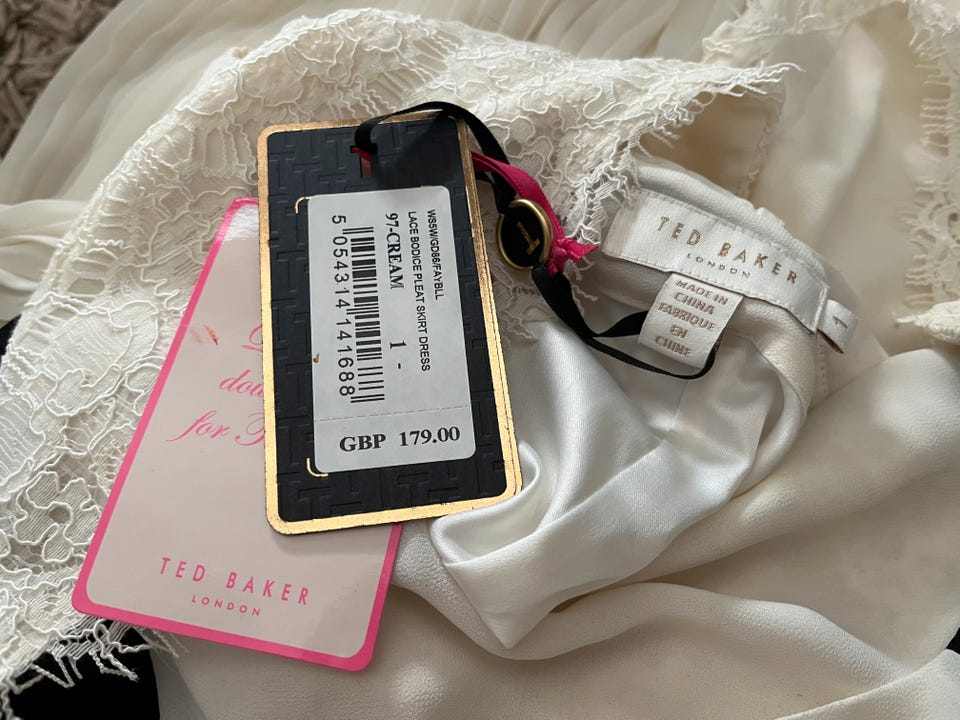 WS5W/GD86/FAYBLL
LACE BODICE PLEAT SKIRT DRESS
97-CREAM 1 -
5 054314 141688
GBP 179.00
TED BAKER
LONDON
MADE IN
CHINA
FABRIQUE
EN
CHINE
1
for
TED BAKER
LONDON